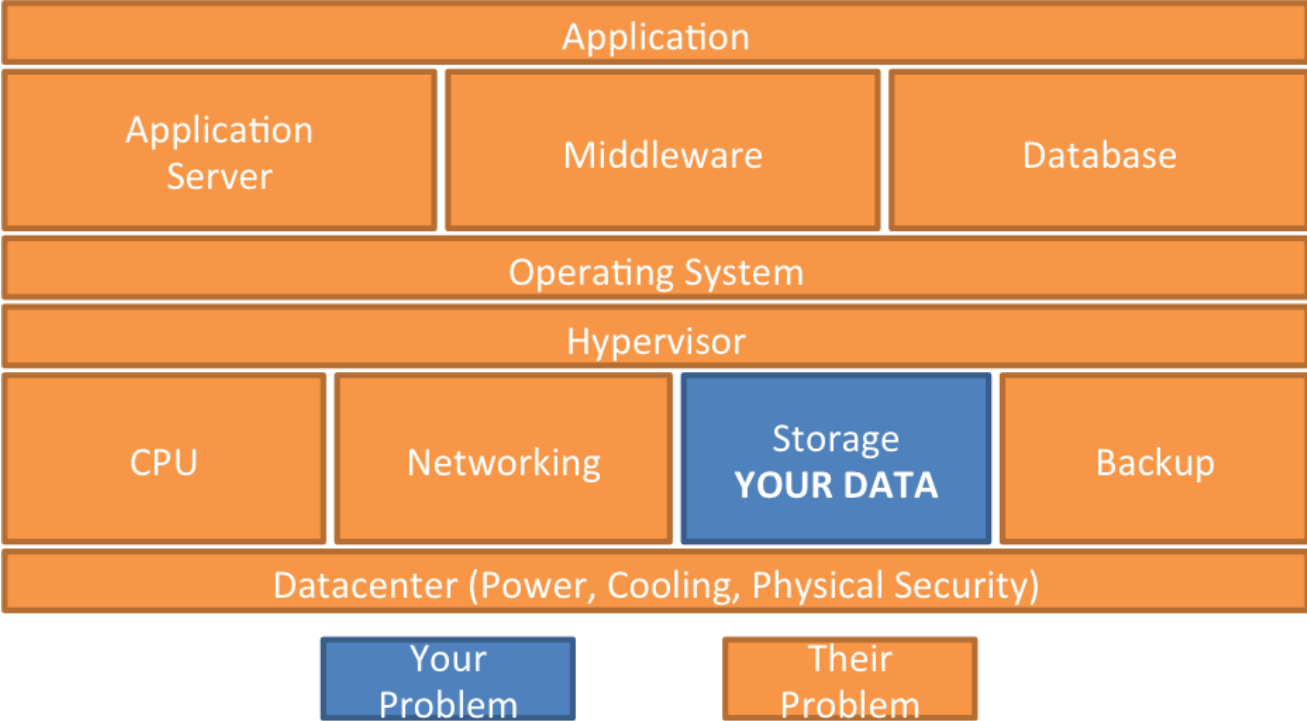 Application
Application
Server
Middleware
Database
Operating System
Hypervisor
CPU
Networking
Storage
YOUR DATA
Backup
Datacenter (Power, Cooling, Physical Security)
Your
Problem
Their
Problem